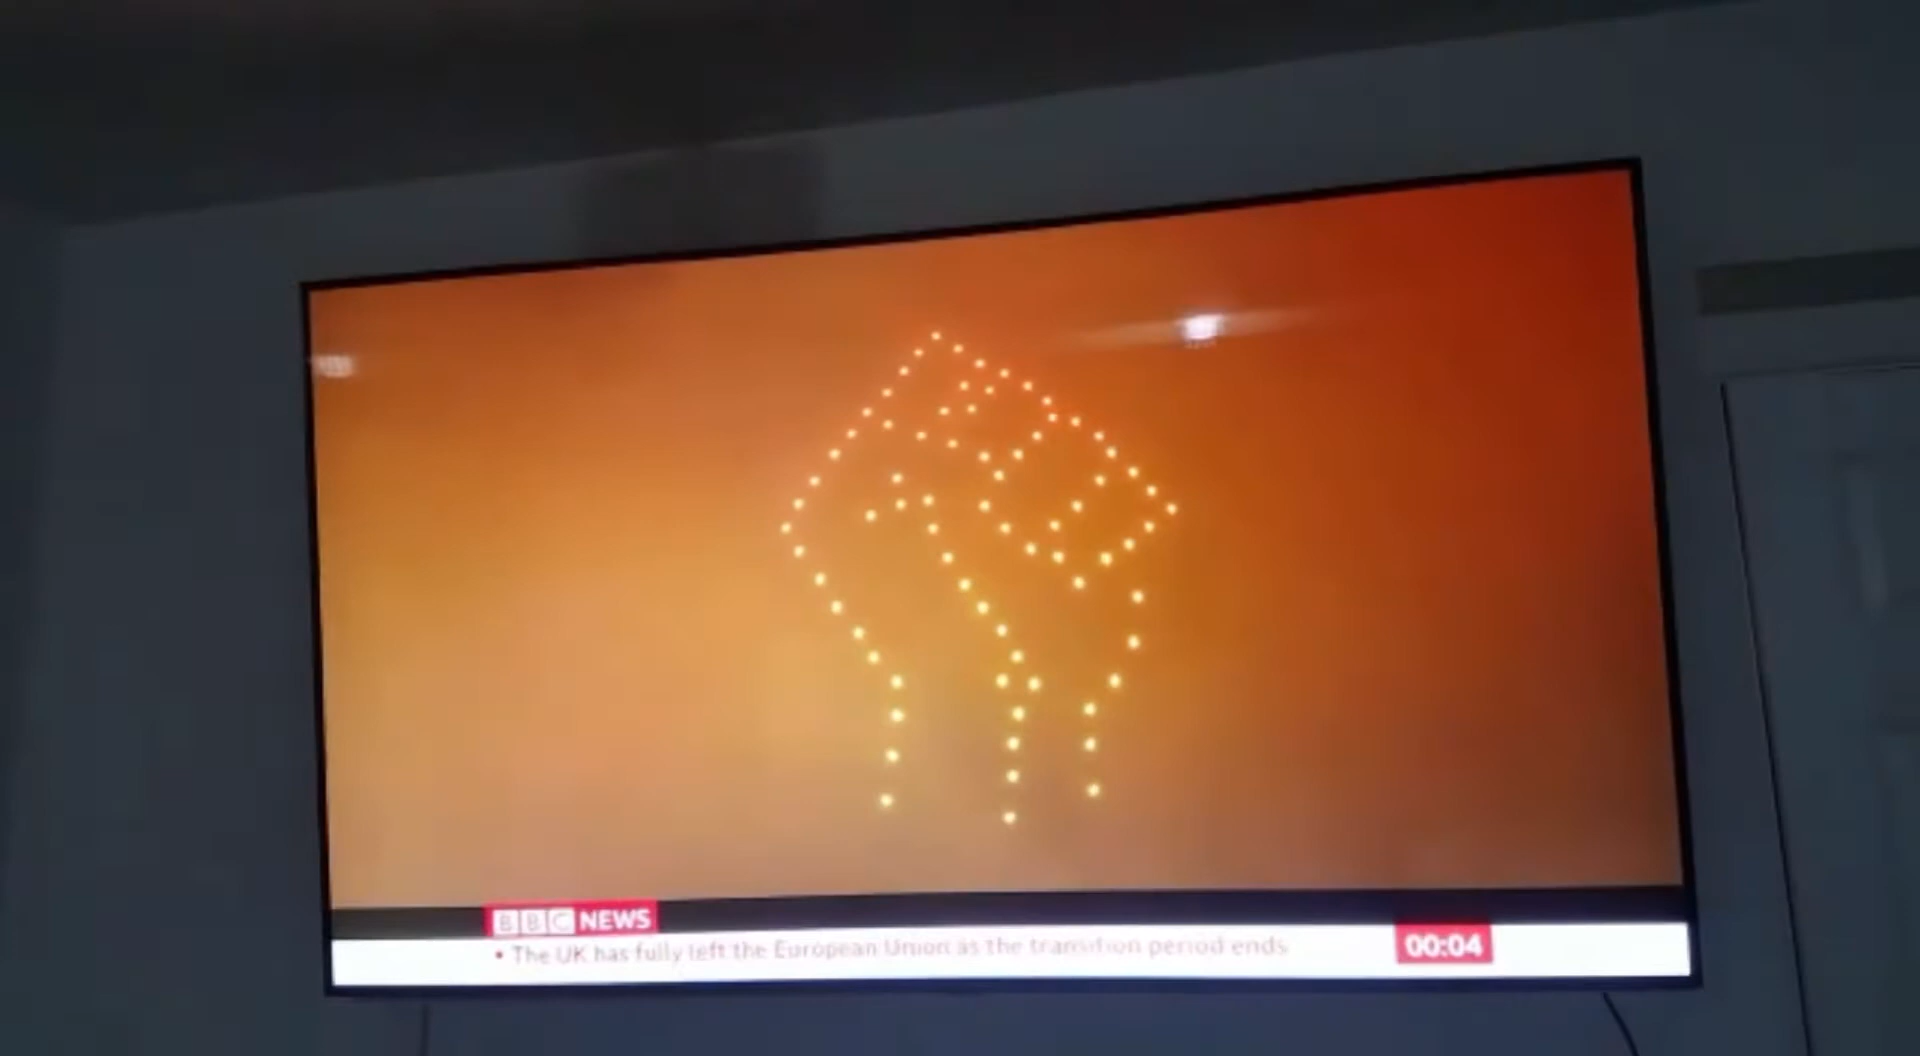 BBC NEWS
• The UK has fully left the European Union as the transition period ends
00:04